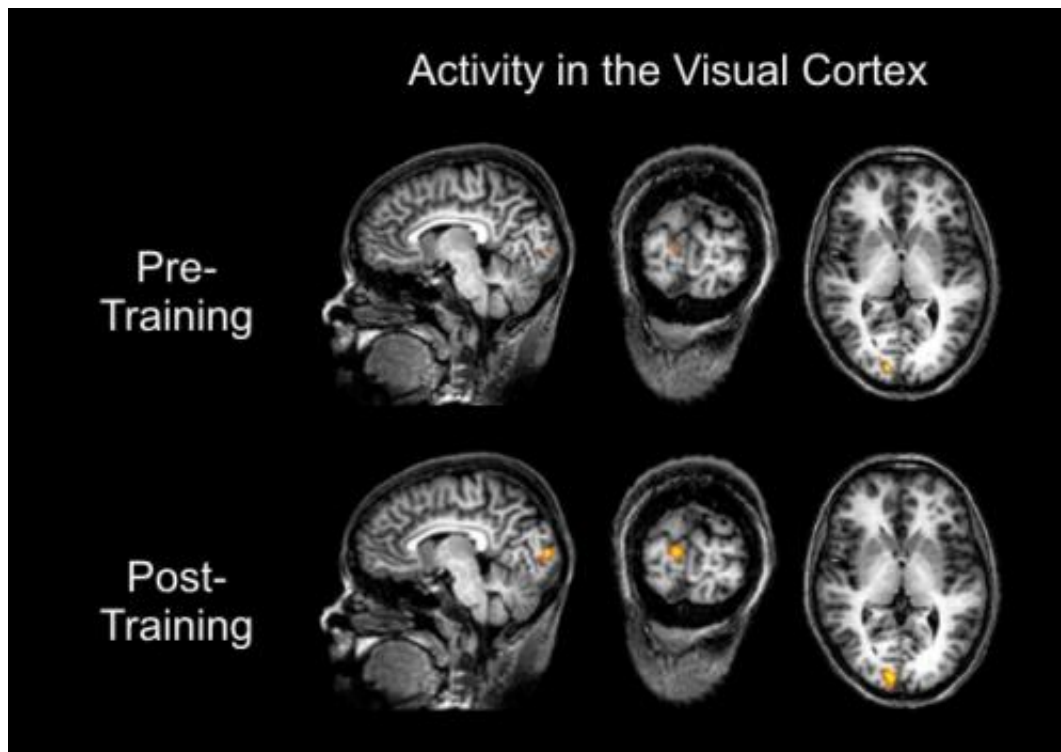 Activity in the Visual Cortex
Pre-
Training
Post-
Training